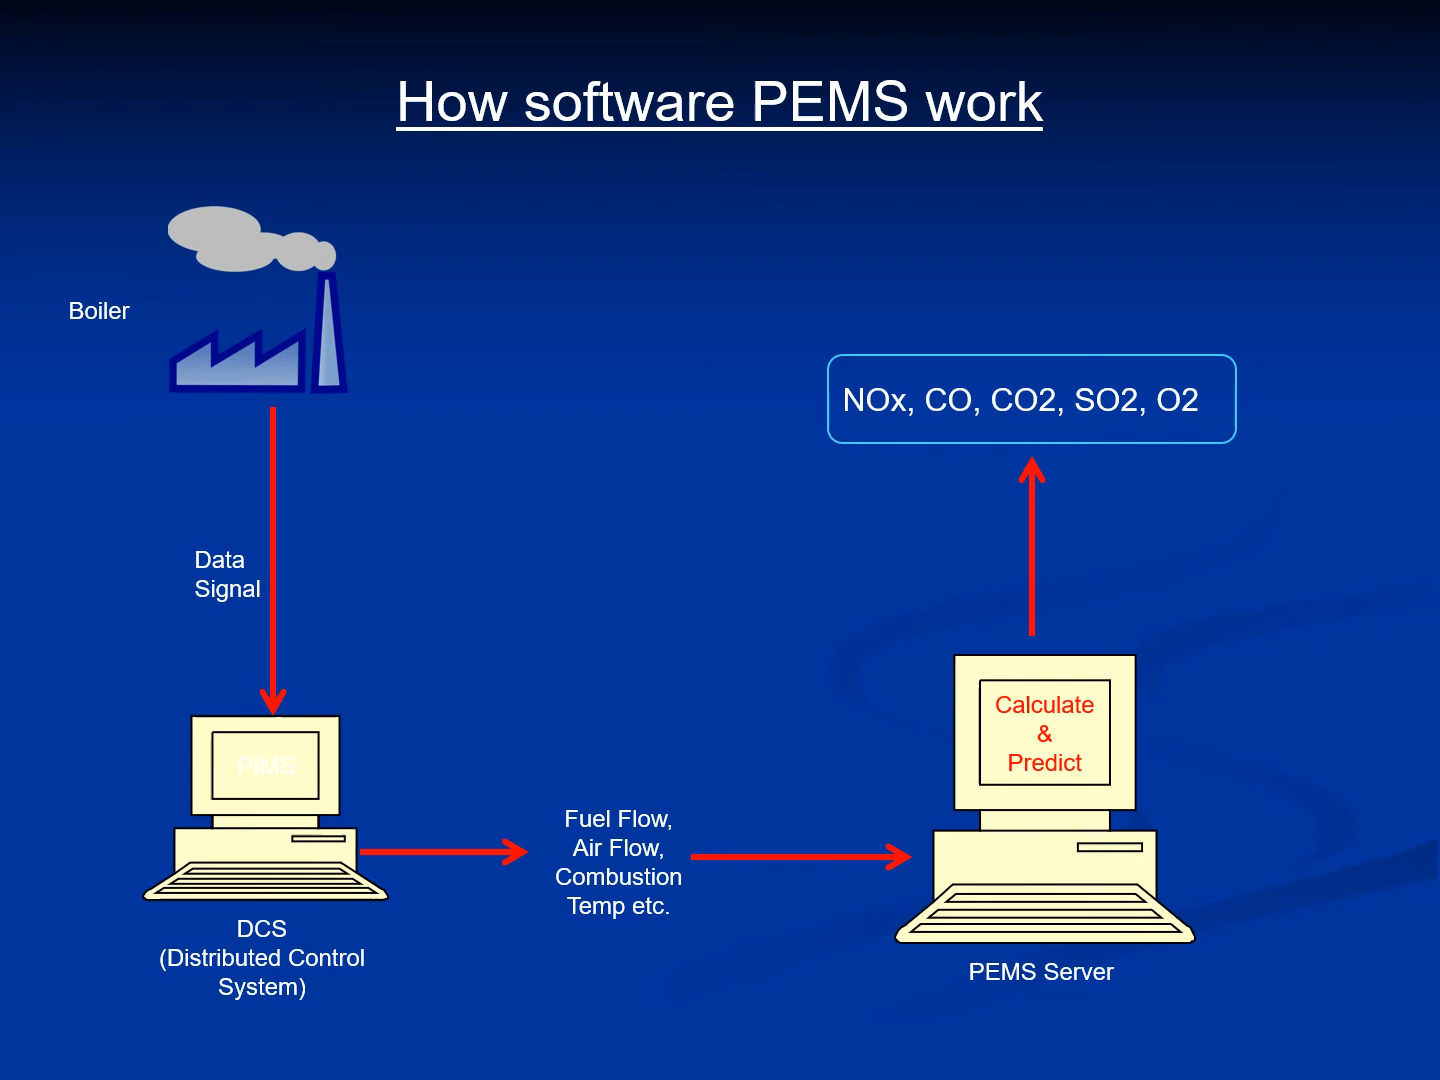 How software PEMS work
Boiler
NOx, CO, CO2, SO2, O2
Data
Signal
Calculate
&
Predict
PIMS
Fuel Flow,
Air Flow,
Combustion
Temp etc.
DCS
(Distributed Control
System)
PEMS Server